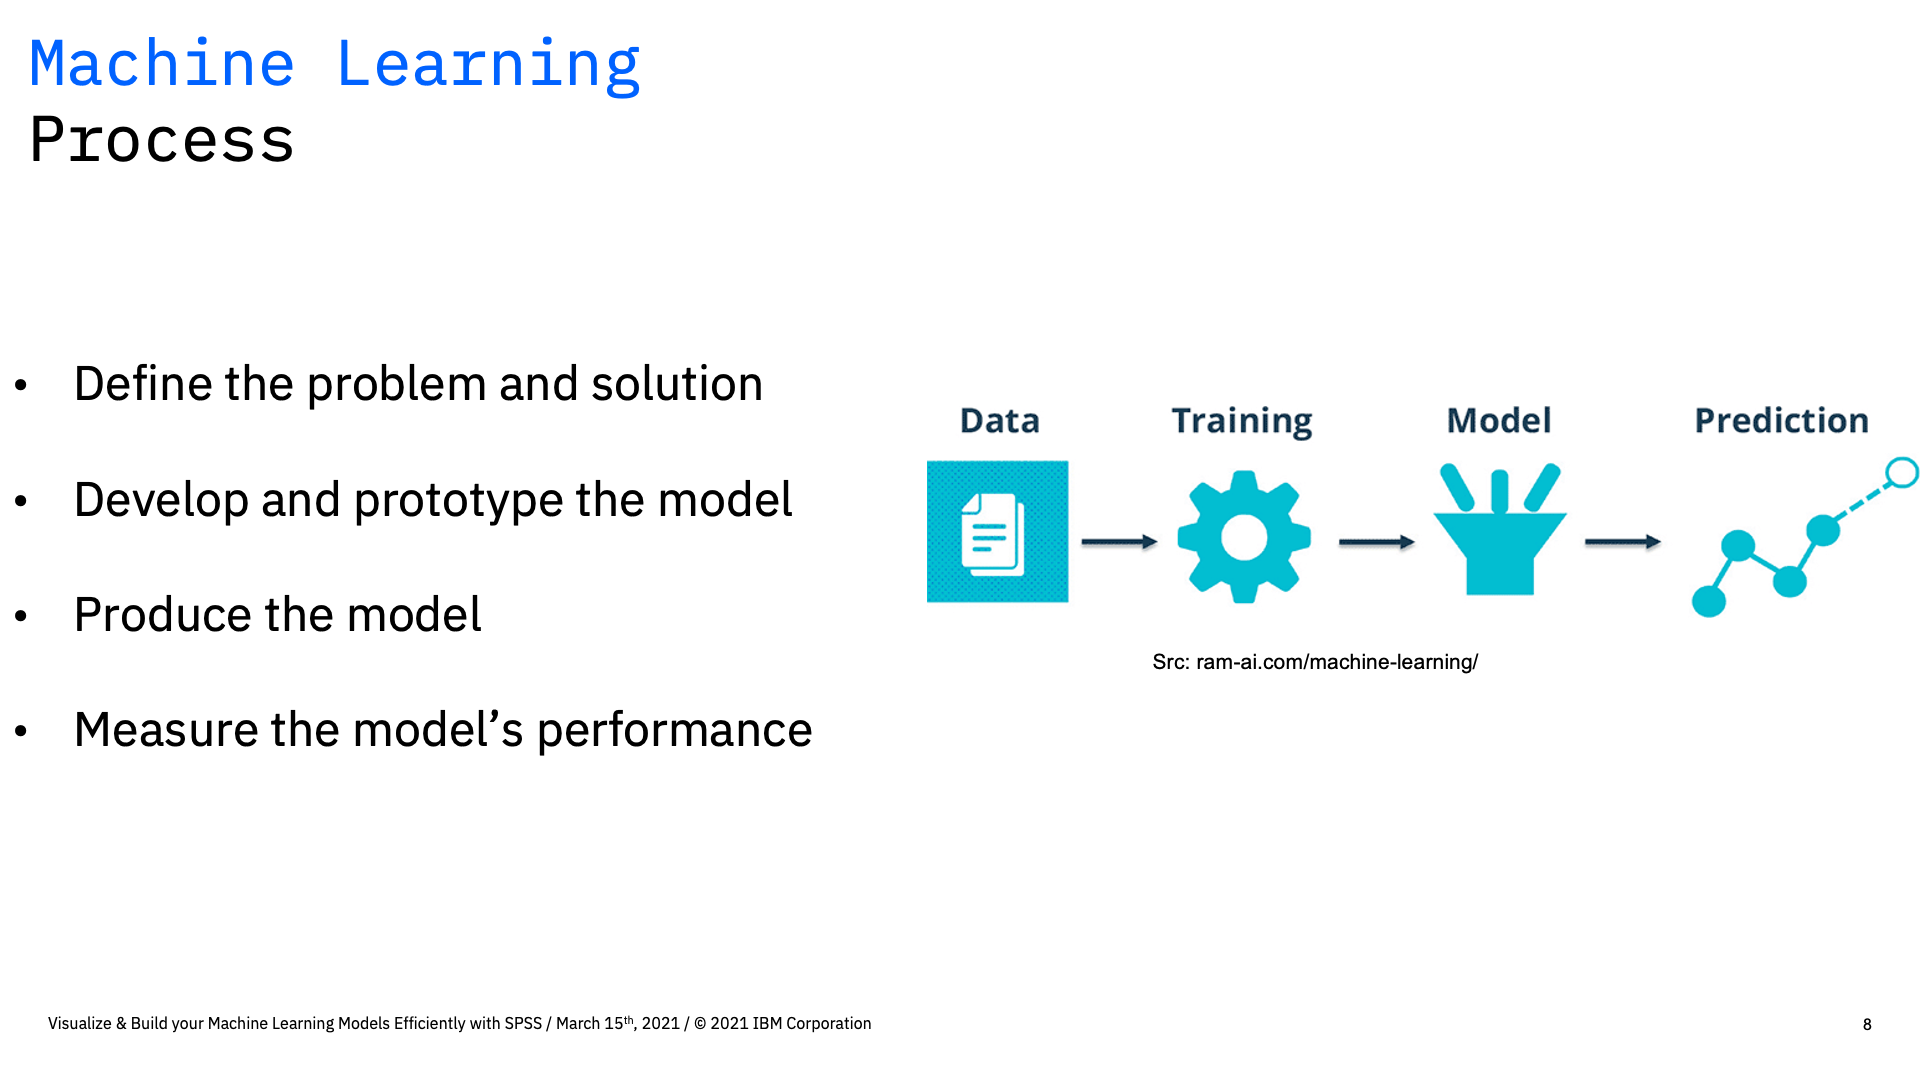 Machine Learning
Process
• Define the problem and solution
• Develop and prototype the model
• Produce the model
• Measure the model’s performance
Data Training Model Prediction
Src: ram-ai.com/machine-learning/
Visualize & Build your Machine Learning Models Efficiently with SPSS / March 15th, 2021 / © 2021 IBM Corporation
8